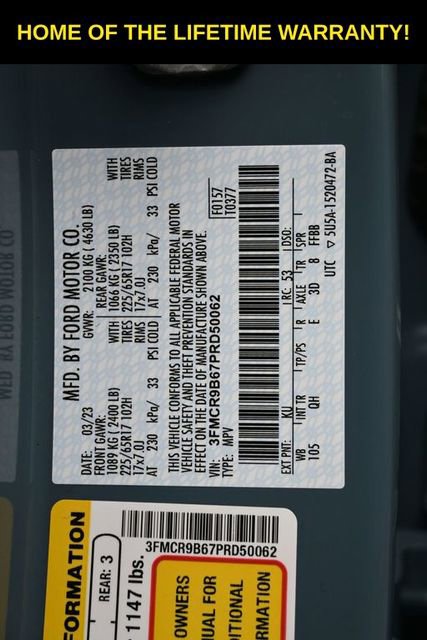 HOME OF THE LIFETIME WARRANTY!
MFD. BY FORD MOTOR CO.
DATE: 03/23 GVWR: 2100 KG ( 4630 LB)
FRONT GAWR: REAR GAWR:
1089 KG ( 2400 LB) WITH 1066 KG ( 2350 LB) WITH
225/65R17 102H TIRES 225/65R17 102H TIRES
17x7.0J RIMS 17x7.0J RIMS
AT 230 kPa/ 33 PSI COLD AT 230 kPa/ 33 PSI COLD
THIS VEHICLE CONFORMS TO ALL APPLICABLE FEDERAL MOTOR
VEHICLE SAFETY AND THEFT PREVENTION STANDARDS IN
EFFECT ON THE DATE OF MANUFACTURE SHOWN ABOVE.
VIN: 3FMCR9B67PRD50062
TYPE: MPV
F0157
T0377
EXT PNT: KU RC: 53 DSO:
WB INT TR TP/PS R AXLE TR SPR
105 QH E 3D 8 FFBB
UTC ▽ 5U5A-1520472-BA
FORMATION
REAR: 3
1147 lbs.
3FMCR9B67PRD50062
OWNERS
UAL FOR
ITIONAL
RMATION